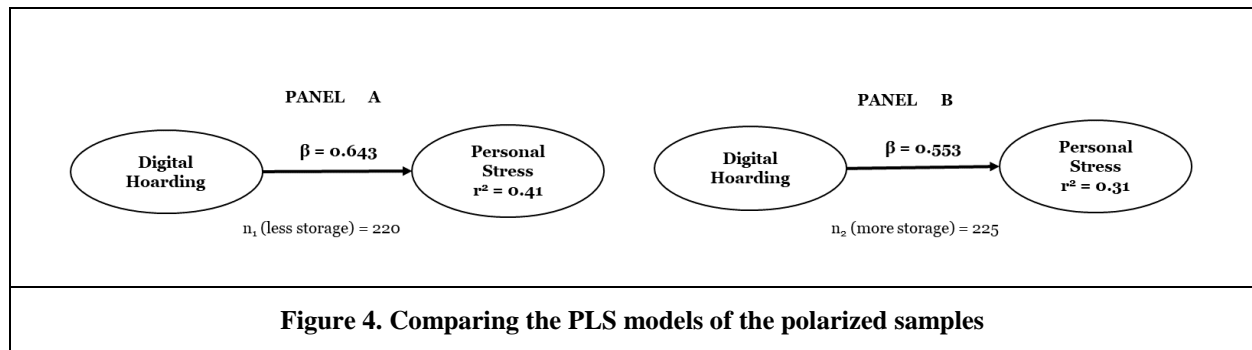 PANEL A
Digital
Hoarding
β = 0.643
Personal
Stress
r² = 0.41
n₁ (less storage) = 220
PANEL B
Digital
Hoarding
β = 0.553
Personal
Stress
r² = 0.31
n₂ (more storage) = 225
Figure 4. Comparing the PLS models of the polarized samples